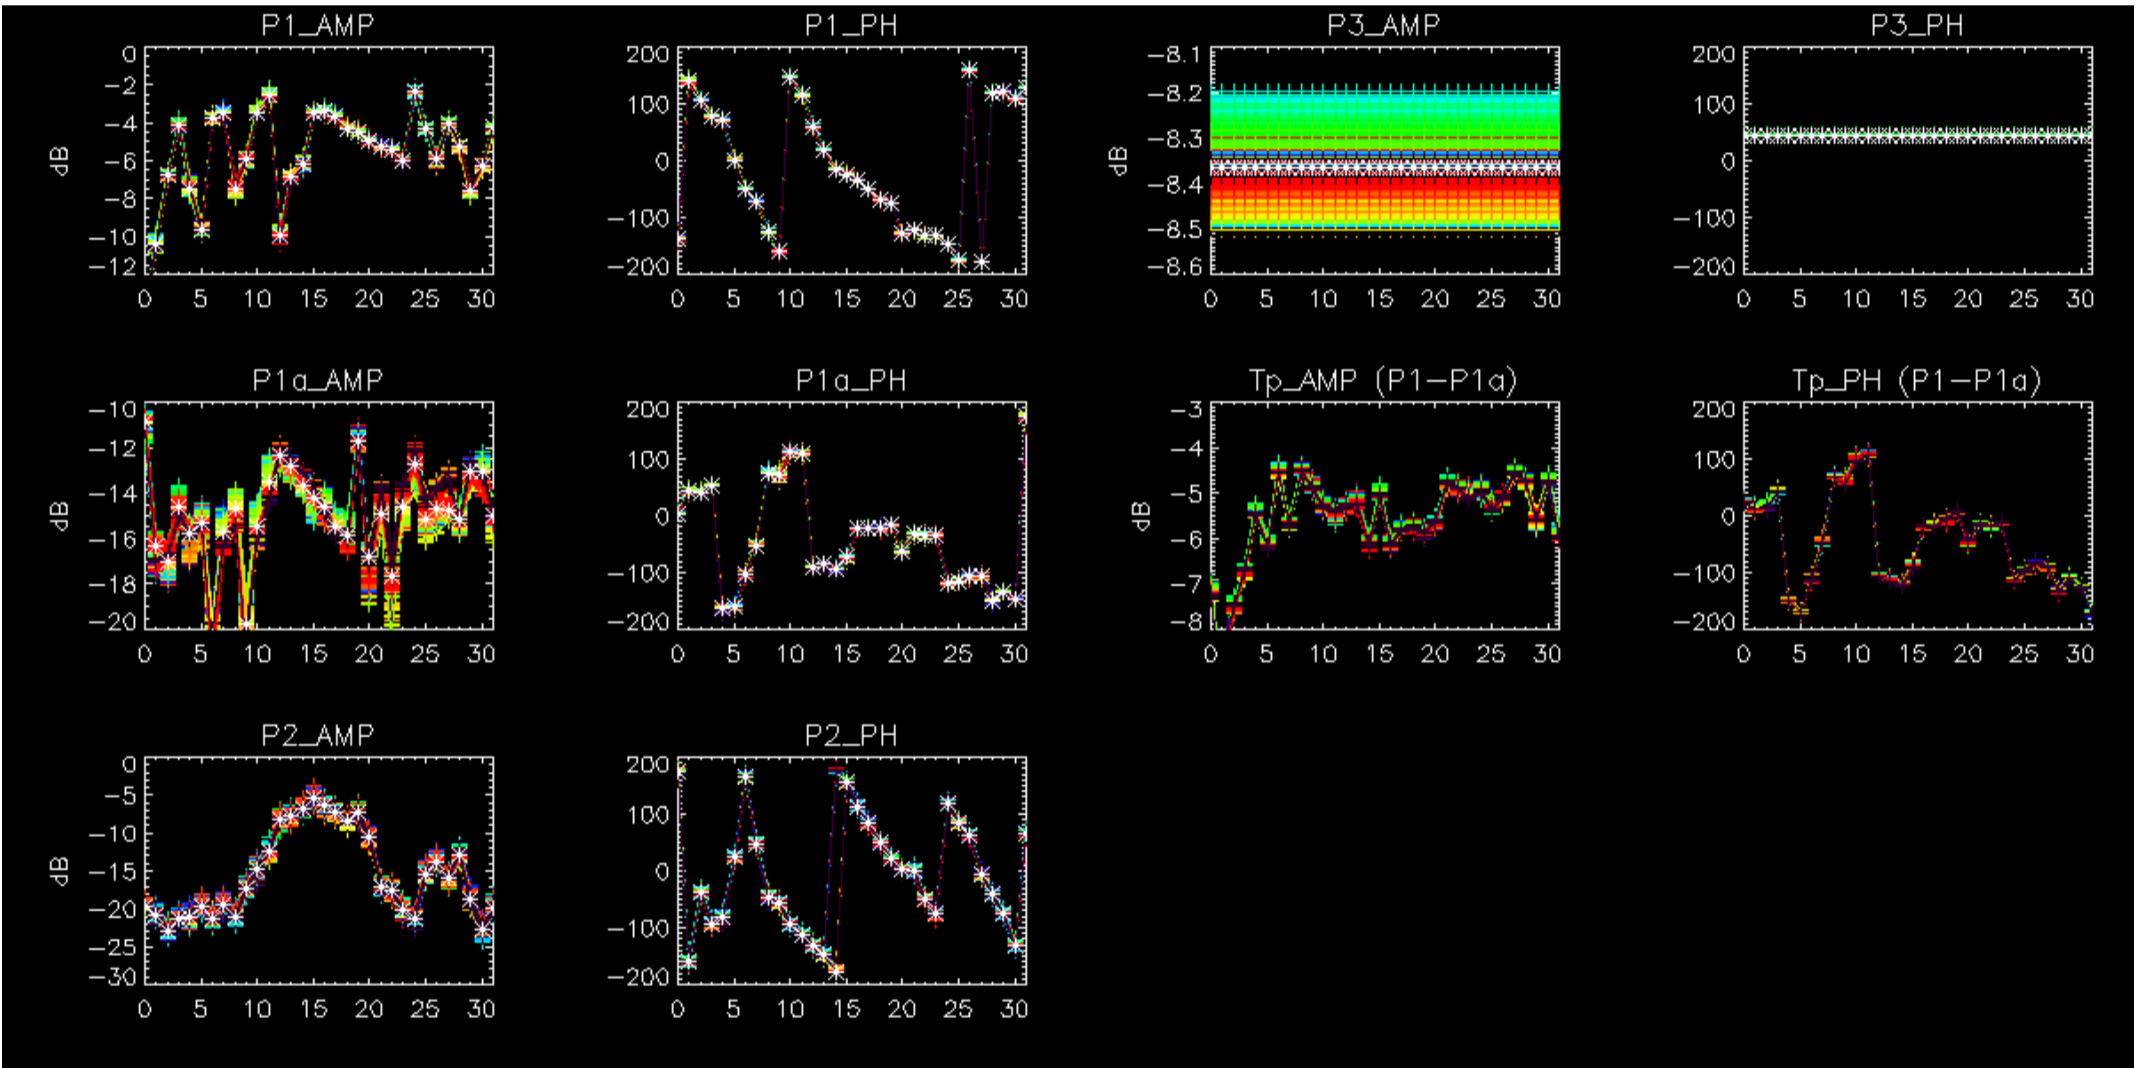 P1_AMP
P1_PH
P3_AMP
P3_PH
0
-2
-4
-6
-8
-10
-12
dB
0 5 10 15 20 25 30
200
100
0
-100
-200
0 5 10 15 20 25 30
-8.1
-8.2
-8.3
-8.4
-8.5
-8.6
dB
0 5 10 15 20 25 30
200
100
0
-100
-200
0 5 10 15 20 25 30
P1a_AMP
P1a_PH
Tp_AMP (P1-P1a)
Tp_PH (P1-P1a)
-10
-12
-14
-16
-18
-20
dB
0 5 10 15 20 25 30
200
100
0
-100
-200
0 5 10 15 20 25 30
-3
-4
-5
-6
-7
-8
dB
0 5 10 15 20 25 30
200
100
0
-100
-200
0 5 10 15 20 25 30
P2_AMP
P2_PH
0
-5
-10
-15
-20
-25
-30
dB
0 5 10 15 20 25 30
200
100
0
-100
-200
0 5 10 15 20 25 30